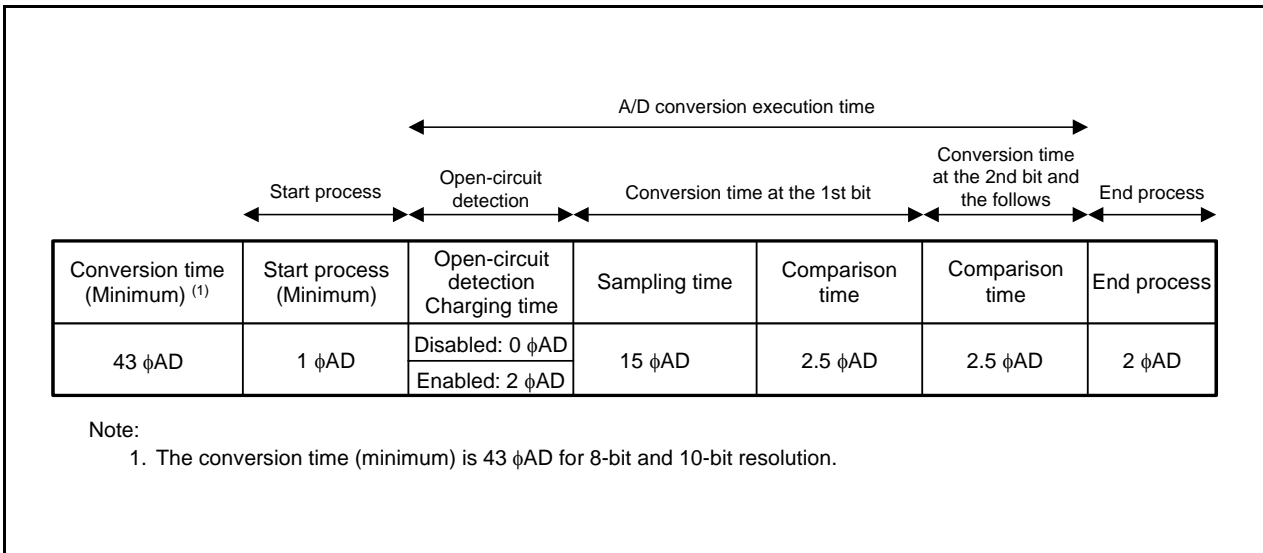 A/D conversion execution time
Start process
Open-circuit
detection
Conversion time at the 1st bit
Conversion time
at the 2nd bit and
the follows
End process
Conversion time
(Minimum) (1)
Start process
(Minimum)
Open-circuit
detection
Charging time
Sampling time
Comparison
time
Comparison
time
End process
43 ϕAD
1 ϕAD
Disabled: 0 ϕAD
Enabled: 2 ϕAD
15 ϕAD
2.5 ϕAD
2.5 ϕAD
2 ϕAD
Note:
1. The conversion time (minimum) is 43 ϕAD for 8-bit and 10-bit resolution.